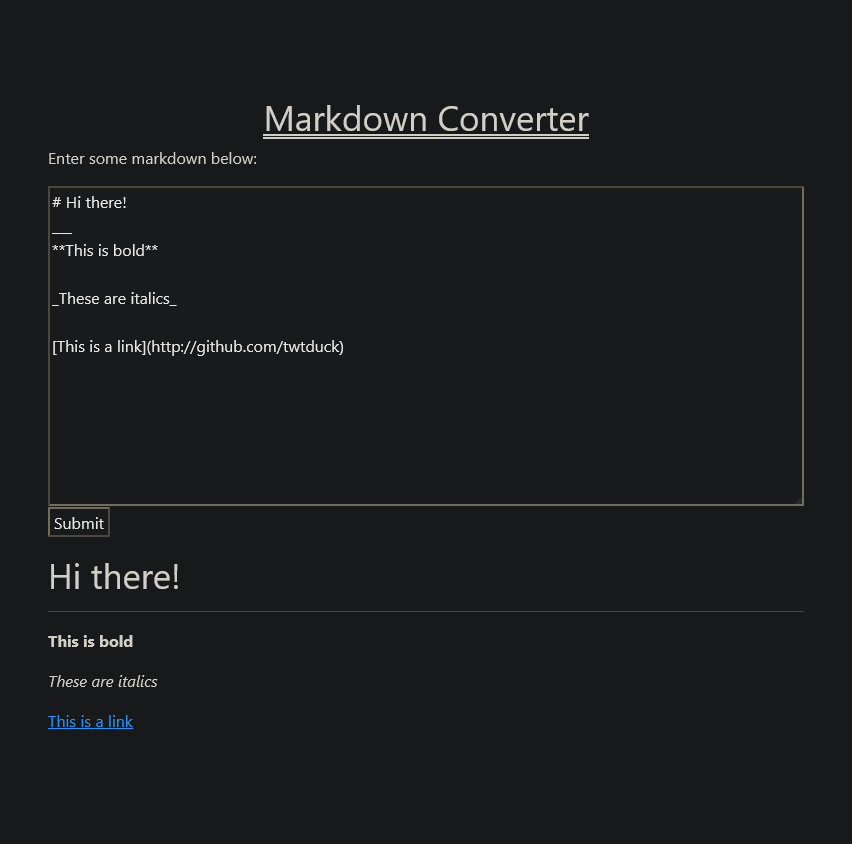 Markdown Converter
Enter some markdown below:
# Hi there!
___
**This is bold**
_These are italics_
[This is a link](http://github.com/twtduck)
Submit
Hi there!
This is bold
These are italics
This is a link